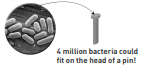 4 million bacteria could
fit on the head of a pin!